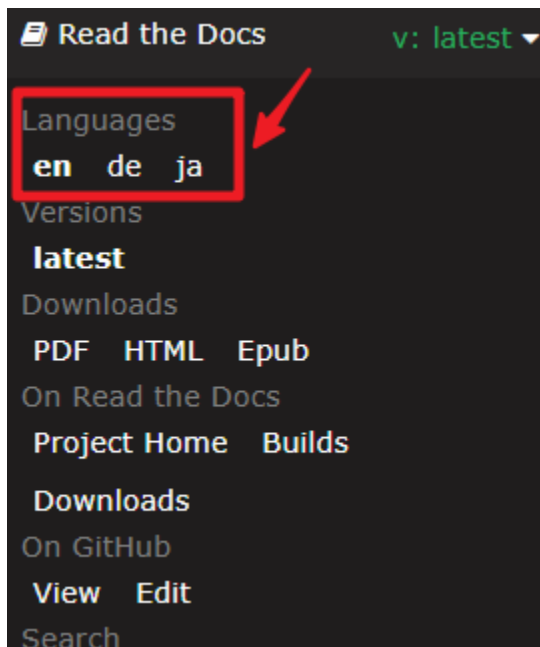 Read the Docs v: latest
Languages
en de ja
Versions
latest
Downloads
PDF HTML Epub
On Read the Docs
Project Home Builds
Downloads
On GitHub
View Edit
Search